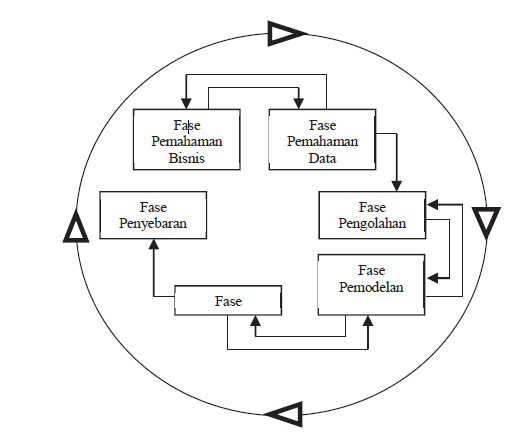 Fase
Pemahaman
Bisnis
Fase
Pemahaman
Data
Fase
Penyebaran
Fase
Pengolahan
Fase
Pemodelan
Fase